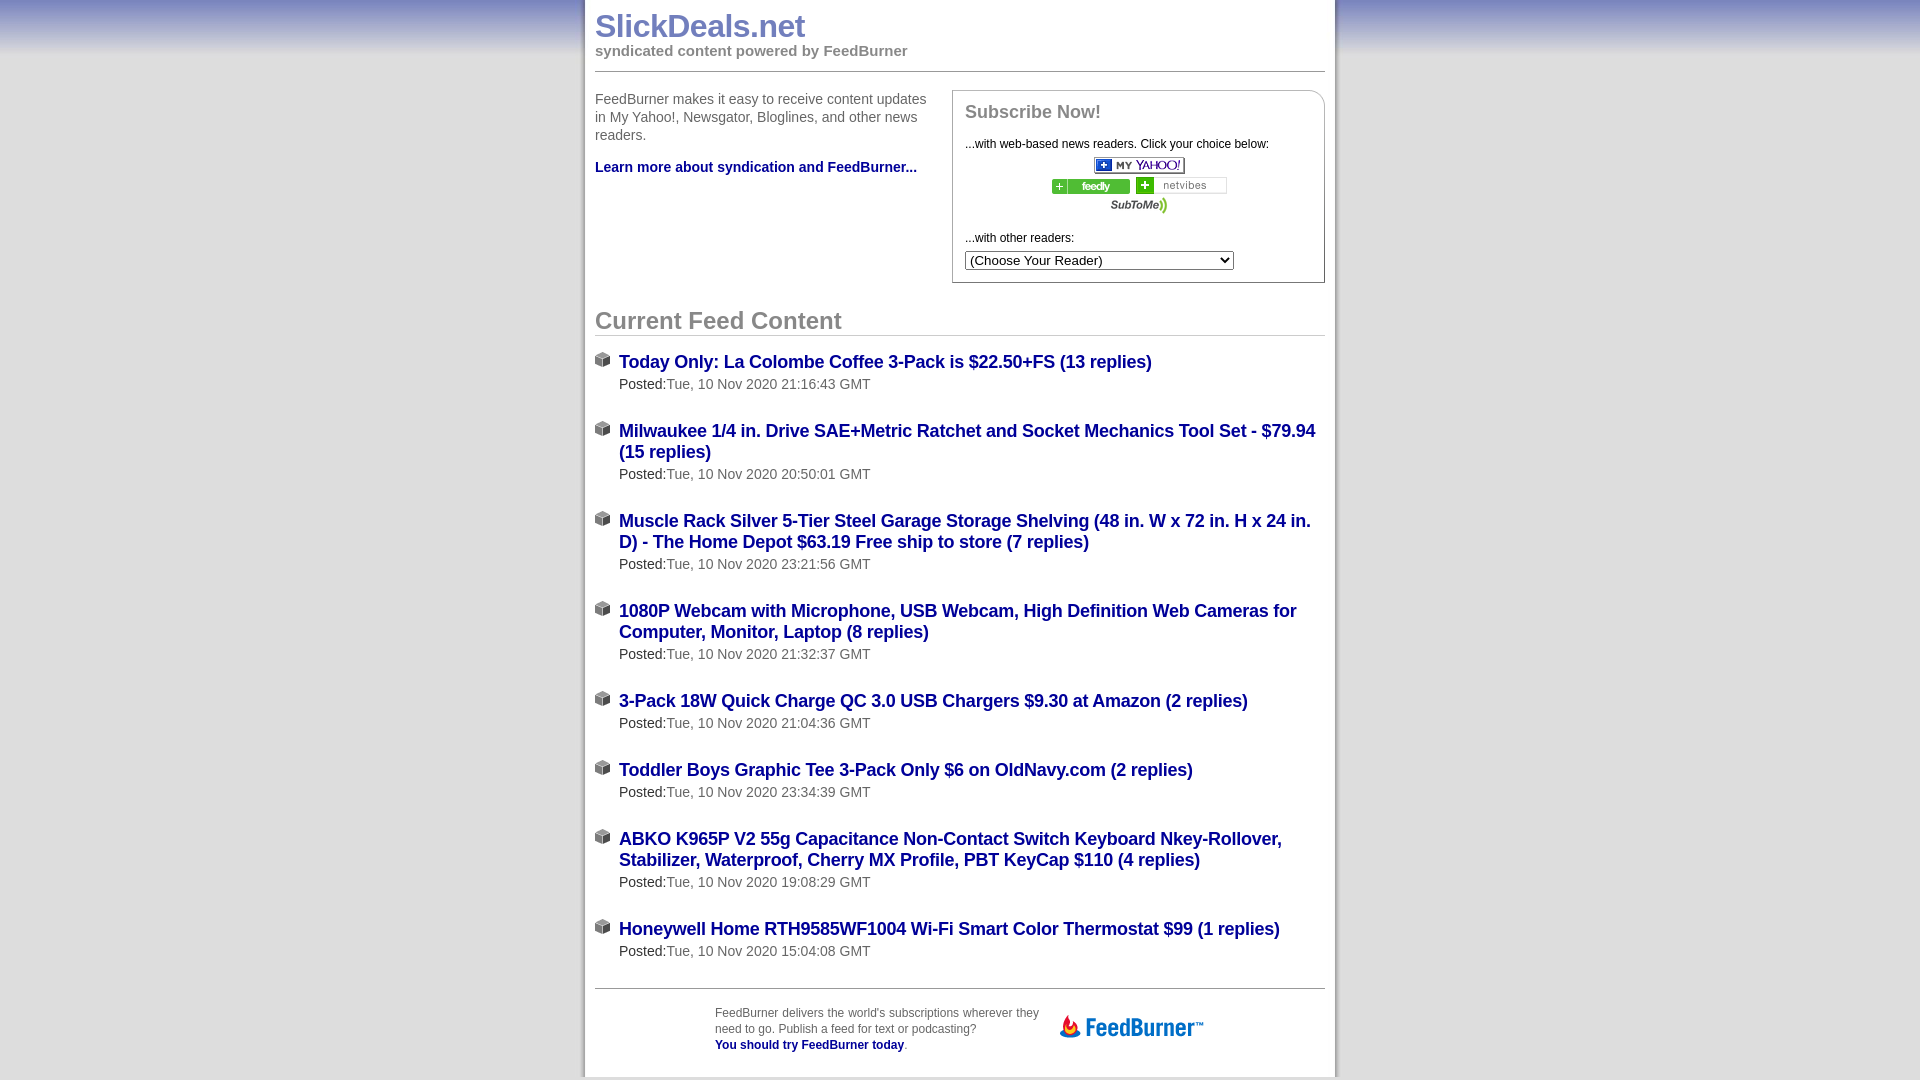 SlickDeals.net
syndicated content powered by FeedBurner
FeedBurner makes it easy to receive content updates
in My Yahoo!, Newsgator, Bloglines, and other news
readers.
Learn more about syndication and FeedBurner...
Subscribe Now!
...with web-based news readers. Click your choice below:
MY YAHOO!
feedly netvibes
SubToMe
...with other readers:
(Choose Your Reader)
Current Feed Content
Today Only: La Colombe Coffee 3-Pack is $22.50+FS (13 replies)
Posted:Tue, 10 Nov 2020 21:16:43 GMT
Milwaukee 1/4 in. Drive SAE+Metric Ratchet and Socket Mechanics Tool Set - $79.94
(15 replies)
Posted:Tue, 10 Nov 2020 20:50:01 GMT
Muscle Rack Silver 5-Tier Steel Garage Storage Shelving (48 in. W x 72 in. H x 24 in.
D) - The Home Depot $63.19 Free ship to store (7 replies)
Posted:Tue, 10 Nov 2020 23:21:56 GMT
1080P Webcam with Microphone, USB Webcam, High Definition Web Cameras for
Computer, Monitor, Laptop (8 replies)
Posted:Tue, 10 Nov 2020 21:32:37 GMT
3-Pack 18W Quick Charge QC 3.0 USB Chargers $9.30 at Amazon (2 replies)
Posted:Tue, 10 Nov 2020 21:04:36 GMT
Toddler Boys Graphic Tee 3-Pack Only $6 on OldNavy.com (2 replies)
Posted:Tue, 10 Nov 2020 23:34:39 GMT
ABKO K965P V2 55g Capacitance Non-Contact Switch Keyboard Nkey-Rollover,
Stabilizer, Waterproof, Cherry MX Profile, PBT KeyCap $110 (4 replies)
Posted:Tue, 10 Nov 2020 19:08:29 GMT
Honeywell Home RTH9585WF1004 Wi-Fi Smart Color Thermostat $99 (1 replies)
Posted:Tue, 10 Nov 2020 15:04:08 GMT
FeedBurner delivers the world's subscriptions wherever they
need to go. Publish a feed for text or podcasting?
You should try FeedBurner today.
FeedBurner™